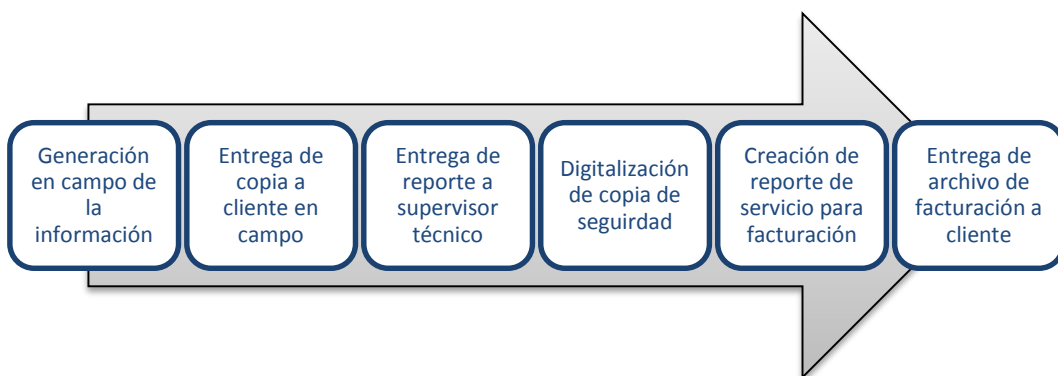 Generación
en campo de
la
información
Entrega de
copia a
cliente en
campo
Entrega de
reporte a
supervisor
técnico
Digitalización
de copia de
seguirdad
Creación de
reporte de
servicio para
facturación
Entrega de
archivo de
facturación a
cliente